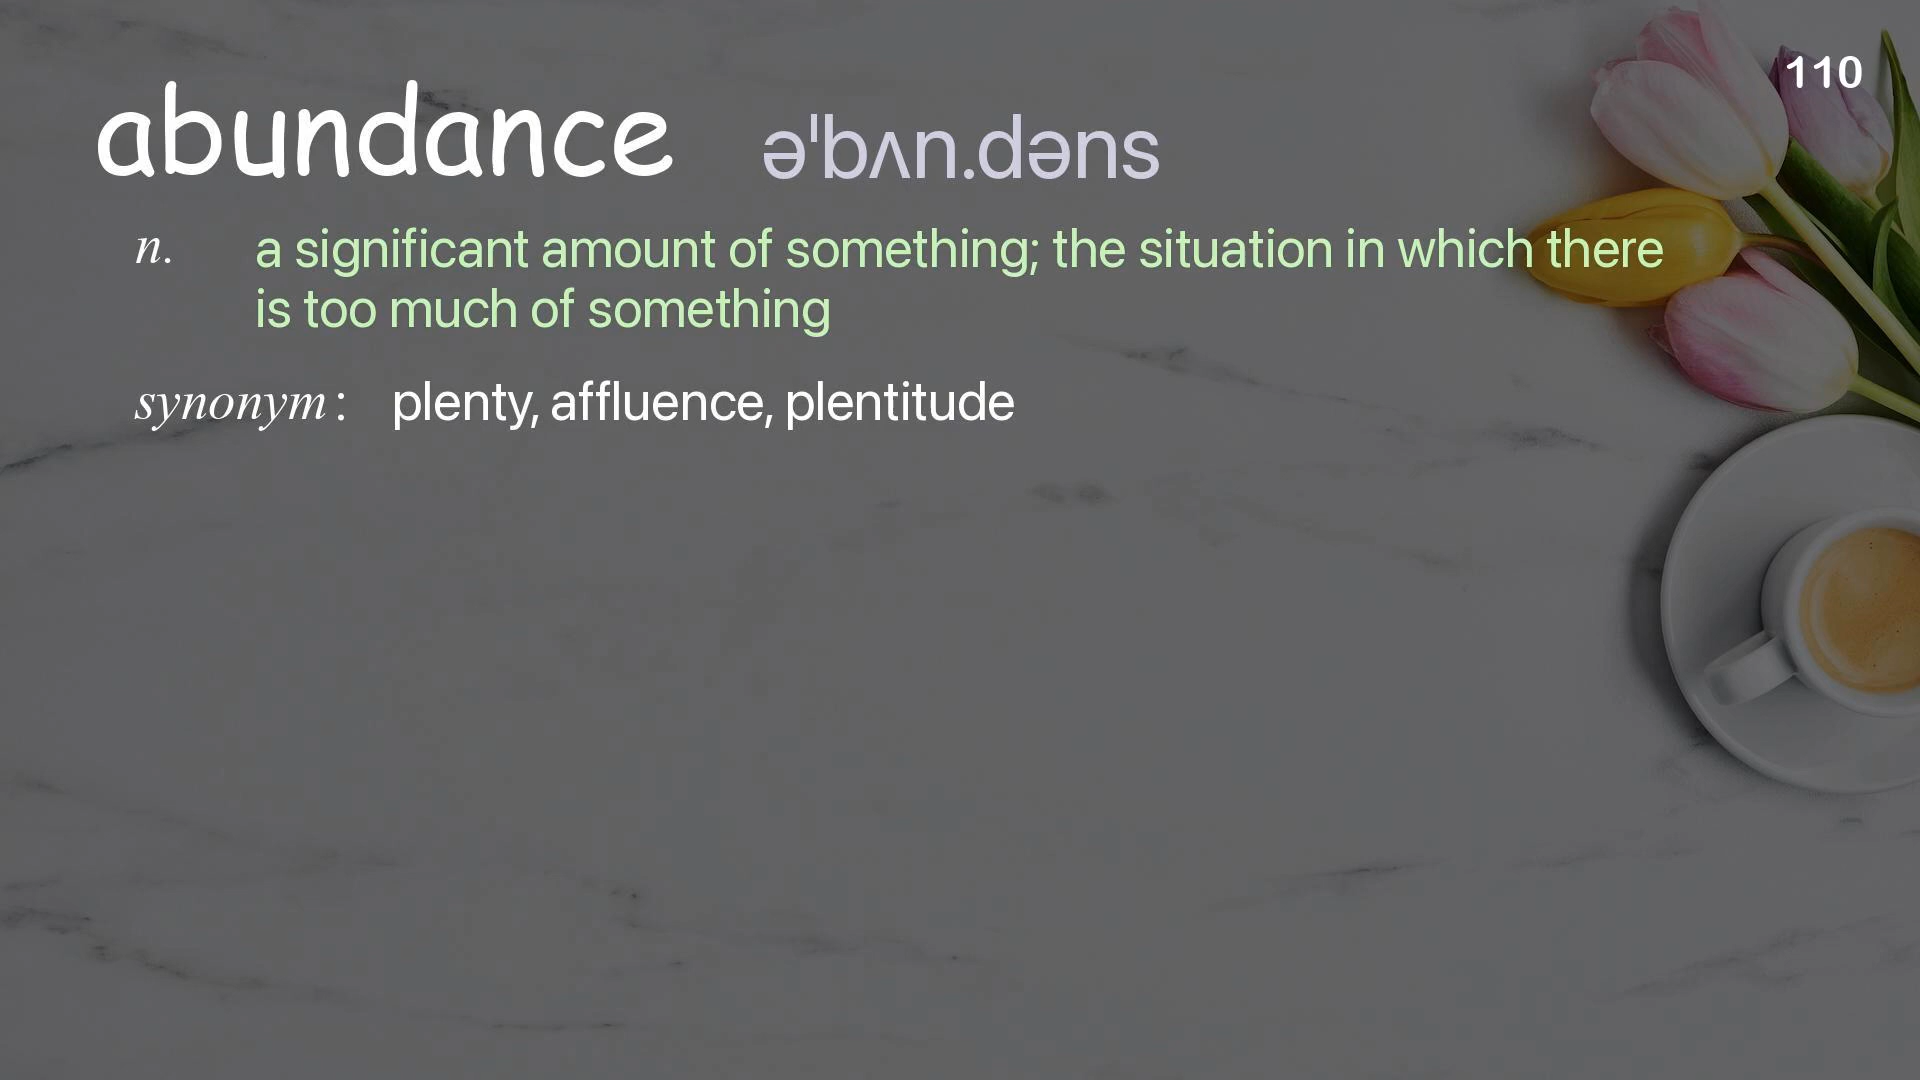 110
abundance əˈbʌn.dəns
n. a significant amount of something; the situation in which there
is too much of something
synonym: plenty, affluence, plentitude